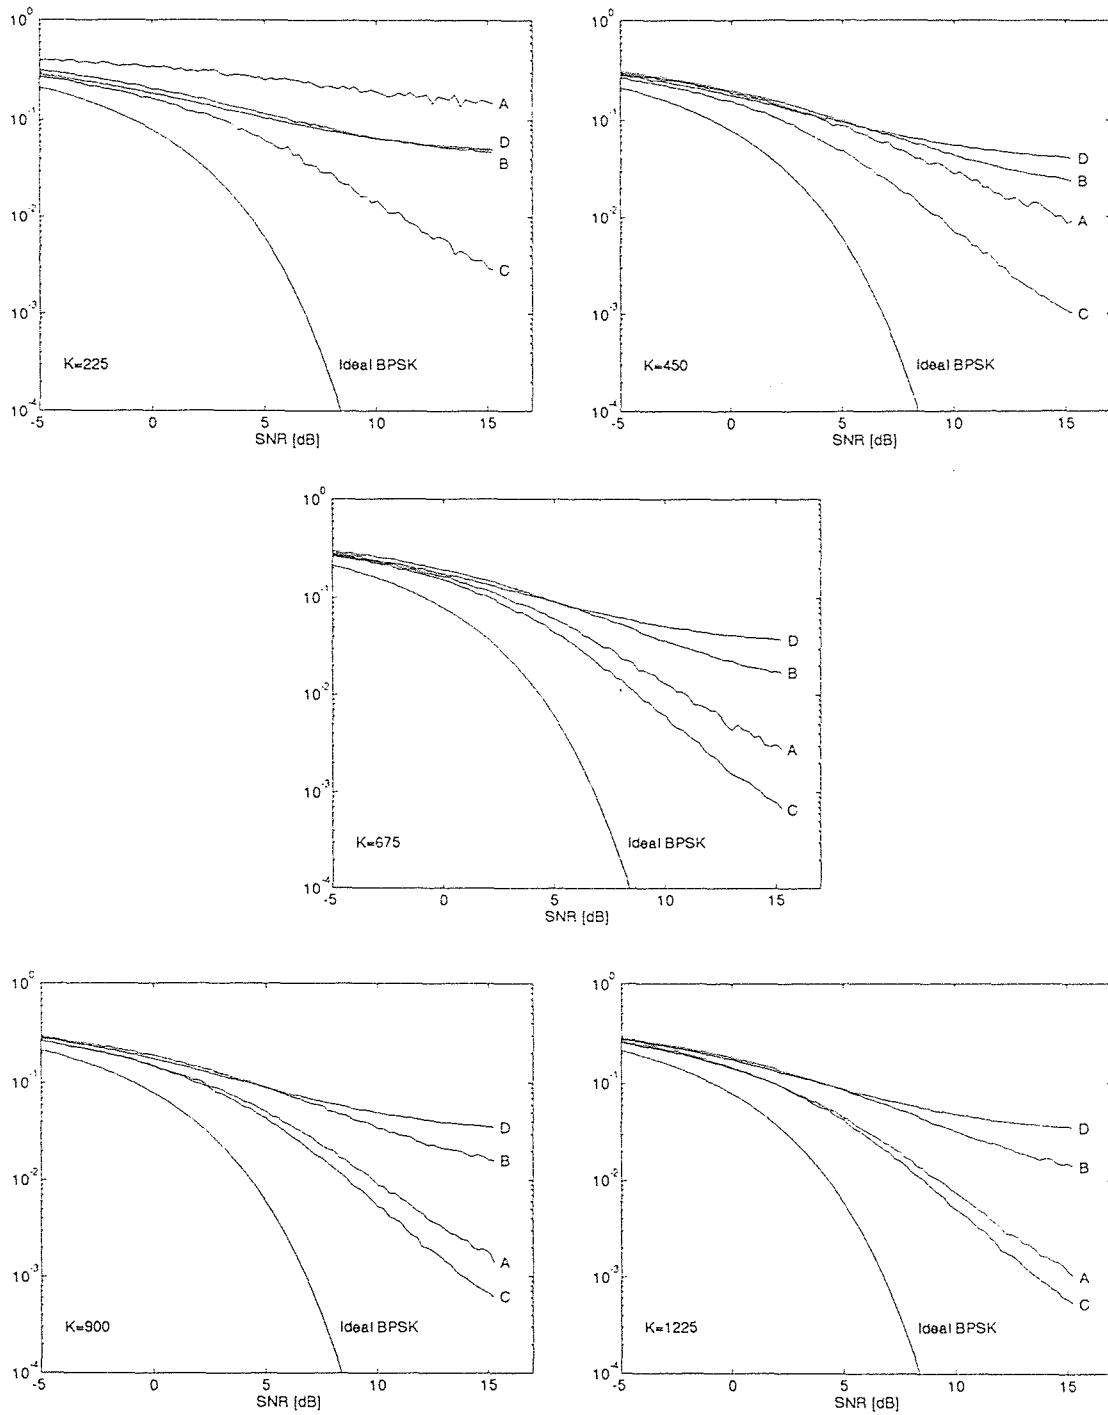 10^0
10^-1
10^-2
10^-3
10^-4
A
D
B
C
K=225
Ideal BPSK
-5 0 5 10 15
SNR [dB]
10^0
10^-1
10^-2
10^-3
10^-4
D
B
A
C
K=450
Ideal BPSK
-5 0 5 10 15
SNR [dB]
10^0
10^-1
10^-2
10^-3
10^-4
D
B
A
C
K=675
Ideal BPSK
-5 0 5 10 15
SNR [dB]
10^0
10^-1
10^-2
10^-3
10^-4
D
B
A
C
K=900
Ideal BPSK
-5 0 5 10 15
SNR [dB]
10^0
10^-1
10^-2
10^-3
10^-4
D
B
A
C
K=1225
Ideal BPSK
-5 0 5 10 15
SNR [dB]